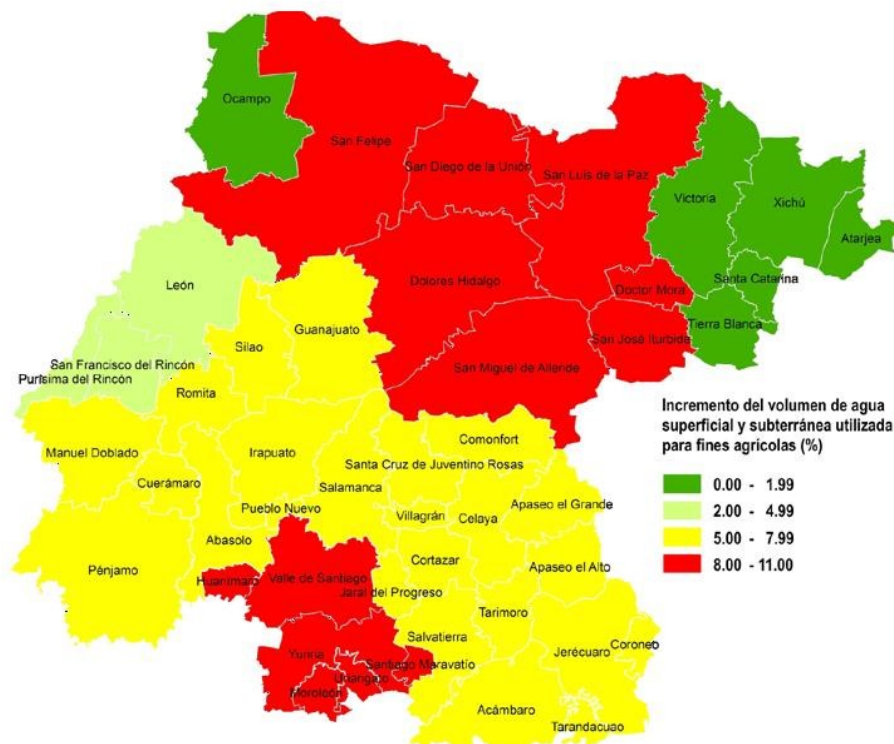 Ocampo
San Felipe
San Diego de la Unión
San Luis de la Paz
Victoria
Xichú
Atarjea
León
Dolores Hidalgo
Doctor Mora
Santa Catarina
Guanajuato
Silao
San José Iturbide
Tierra Blanca
San Francisco del Rincón
Purísima del Rincón
San Miguel de Allende
Romita
Incremento del volumen de agua
superficial y subterránea utilizada
para fines agrícolas (%)
0.00 - 1.99
2.00 - 4.99
5.00 - 7.99
8.00 - 11.00
Manuel Doblado
Irapuato
Comonfort
Cuerámaro
Santa Cruz de Juventino Rosas
Salamanca
Pueblo Nuevo
Villagrán
Celaya
Apaseo el Grande
Abasolo
Pénjamo
Huanimaro
Valle de Santiago
Cortazar
Apaseo el Alto
Jaral del Progreso
Tarimoro
Salvatierra
Yuriria
Santiago Maravatío
Uriangato
Moroleón
Jerécuaro
Coroneo
Acámbaro
Tarandacuao